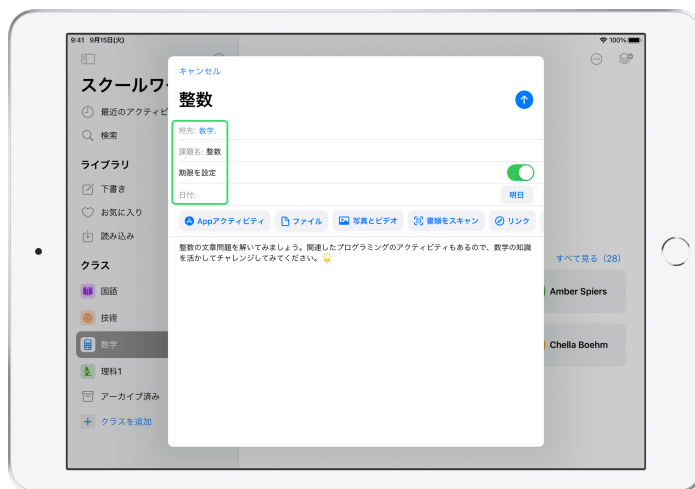 9:41 9月15日(火)
100%
スクールワ
最近のアクティビ
検索
ライブラリ
下書き
お気に入り
読み込み
クラス
国語
技術
数学
理科1
アーカイブ済み
クラスを追加
キャンセル
整数
宛先: 数学、
課題名: 整数
期限を設定
日付:
明日
Appアクティビティ
ファイル
写真とビデオ
書類をスキャン
リンク
整数の文章問題を解いてみましょう。関連したプログラミングのアクティビティもあるので、数学の知識
を活かしてチャレンジしてみてください。
すべて見る（28）
Amber Spiers
Chella Boehm